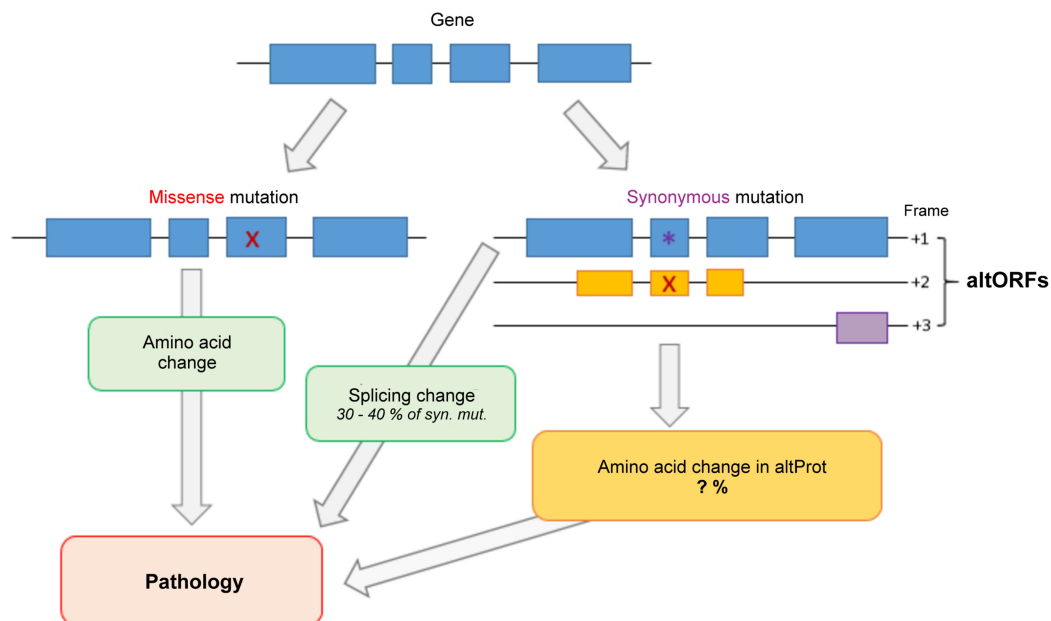 Gene
Missense mutation
Synonymous mutation
Frame
X
*
+1
X
+2
altORFs
+3
Amino acid
change
Splicing change
30 - 40 % of syn. mut.
Amino acid change in altProt
? %
Pathology